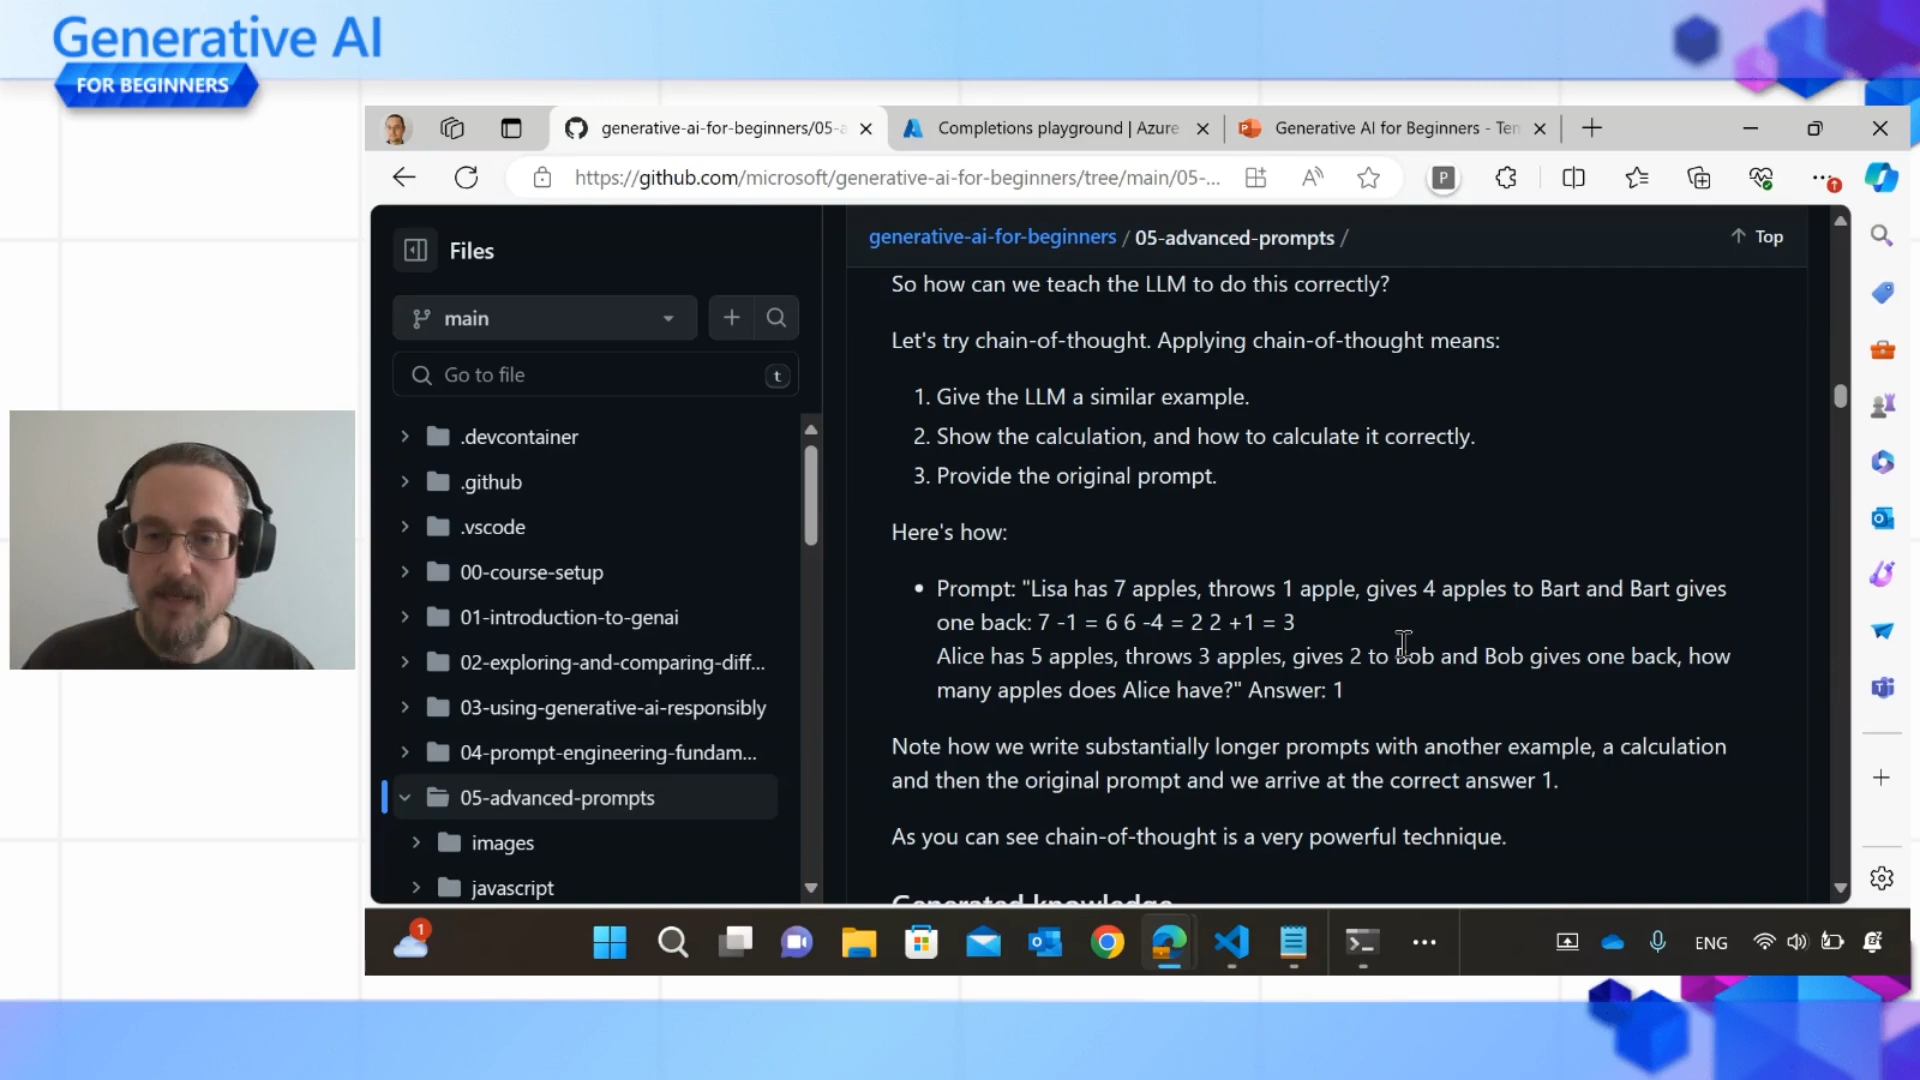 Generative AI
FOR BEGINNERS
generative-ai-for-beginners/05-a
Completions playground | Azure
Generative AI for Beginners - Ten
https://github.com/microsoft/generative-ai-for-beginners/tree/main/05-...
P
Files
main
Go to file
t
.devcontainer
.github
.vscode
00-course-setup
01-introduction-to-genai
02-exploring-and-comparing-diff...
03-using-generative-ai-responsibly
04-prompt-engineering-fundam...
05-advanced-prompts
images
javascript
generative-ai-for-beginners / 05-advanced-prompts /
Top
So how can we teach the LLM to do this correctly?
Let's try chain-of-thought. Applying chain-of-thought means:
1. Give the LLM a similar example.
2. Show the calculation, and how to calculate it correctly.
3. Provide the original prompt.
Here's how:
Prompt: "Lisa has 7 apples, throws 1 apple, gives 4 apples to Bart and Bart gives
one back: 7 -1 = 6 6 -4 = 2 2 +1 = 3
Alice has 5 apples, throws 3 apples, gives 2 to Bob and Bob gives one back, how
many apples does Alice have?" Answer: 1
Note how we write substantially longer prompts with another example, a calculation
and then the original prompt and we arrive at the correct answer 1.
As you can see chain-of-thought is a very powerful technique.
Generated knowledge
1
ENG